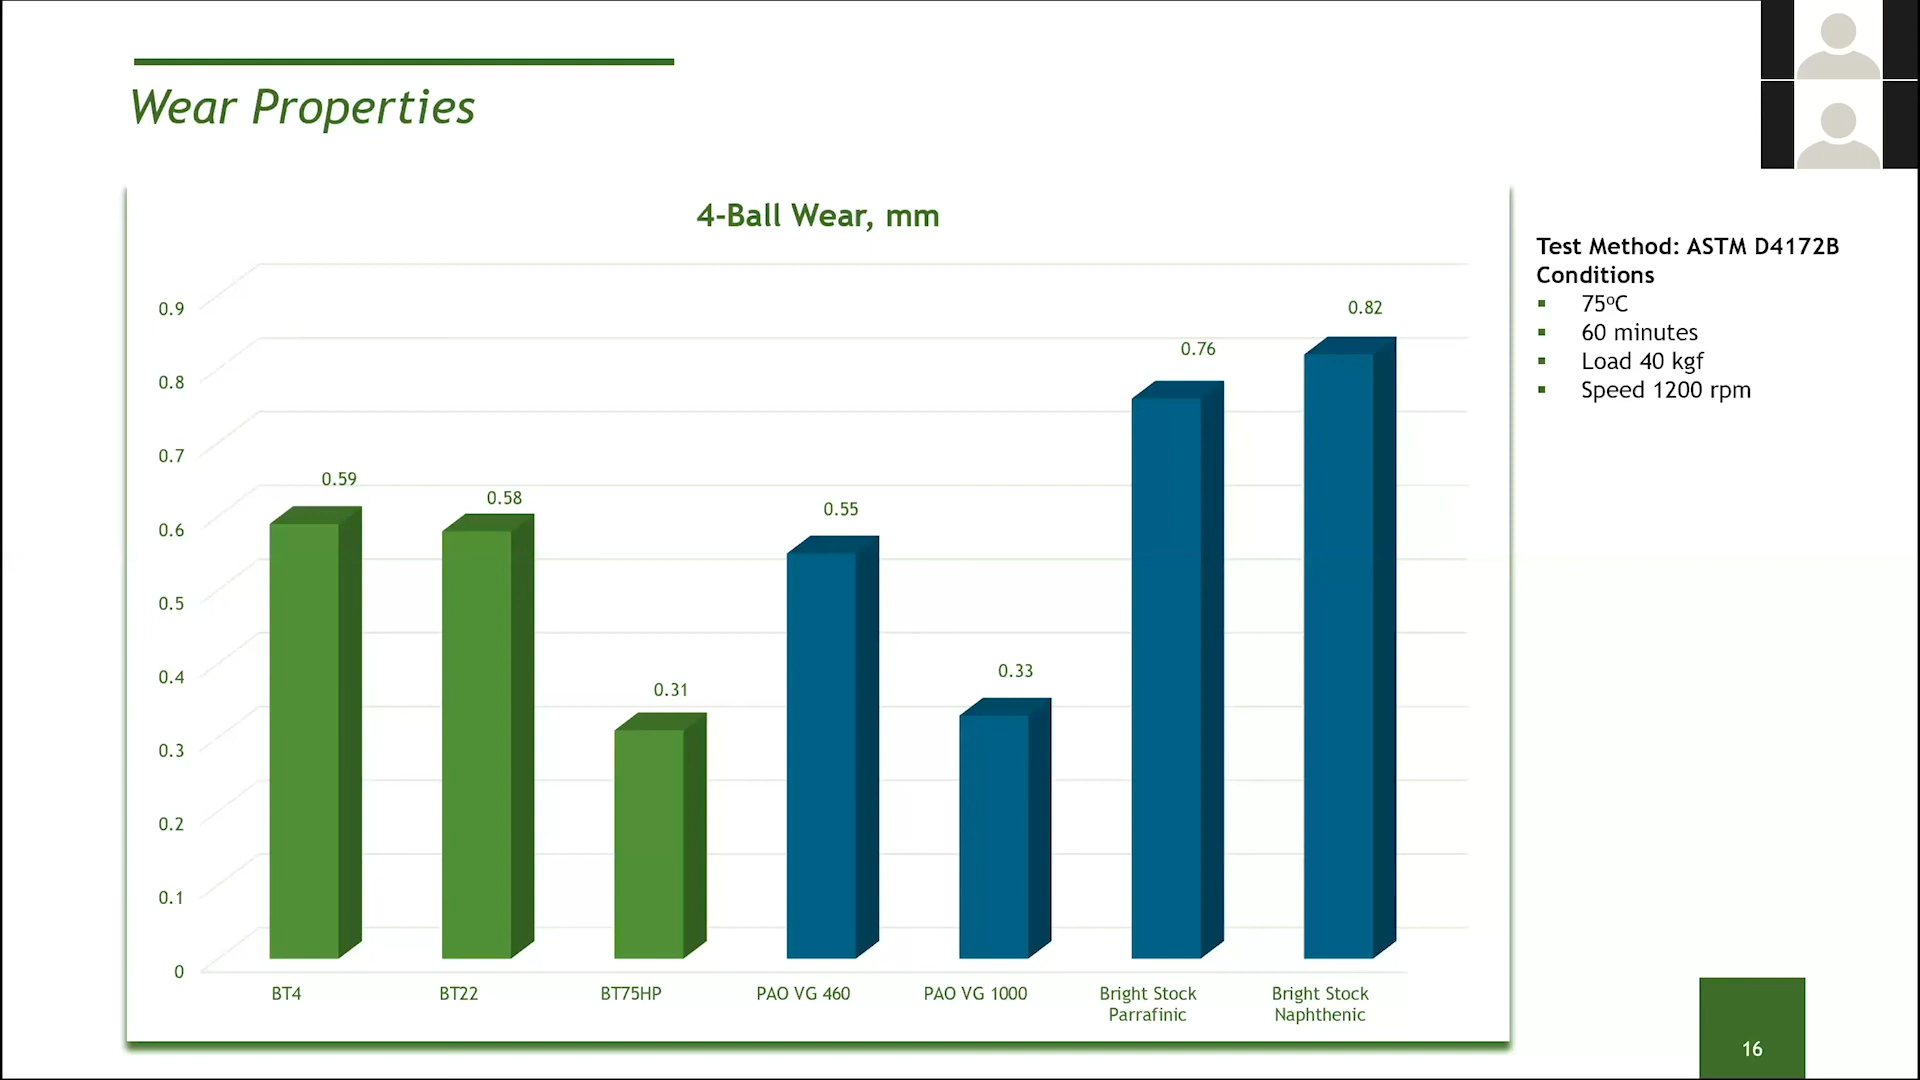 Wear Properties
4-Ball Wear, mm
0.9
0.8
0.7
0.6
0.5
0.4
0.3
0.2
0.1
0
0.59
0.58
0.31
0.55
0.33
0.76
0.82
BT4
BT22
BT75HP
PAO VG 460
PAO VG 1000
Bright Stock
Parrafinic
Bright Stock
Naphthenic
Test Method: ASTM D4172B
Conditions
▪ 75ºC
▪ 60 minutes
▪ Load 40 kgf
▪ Speed 1200 rpm
16